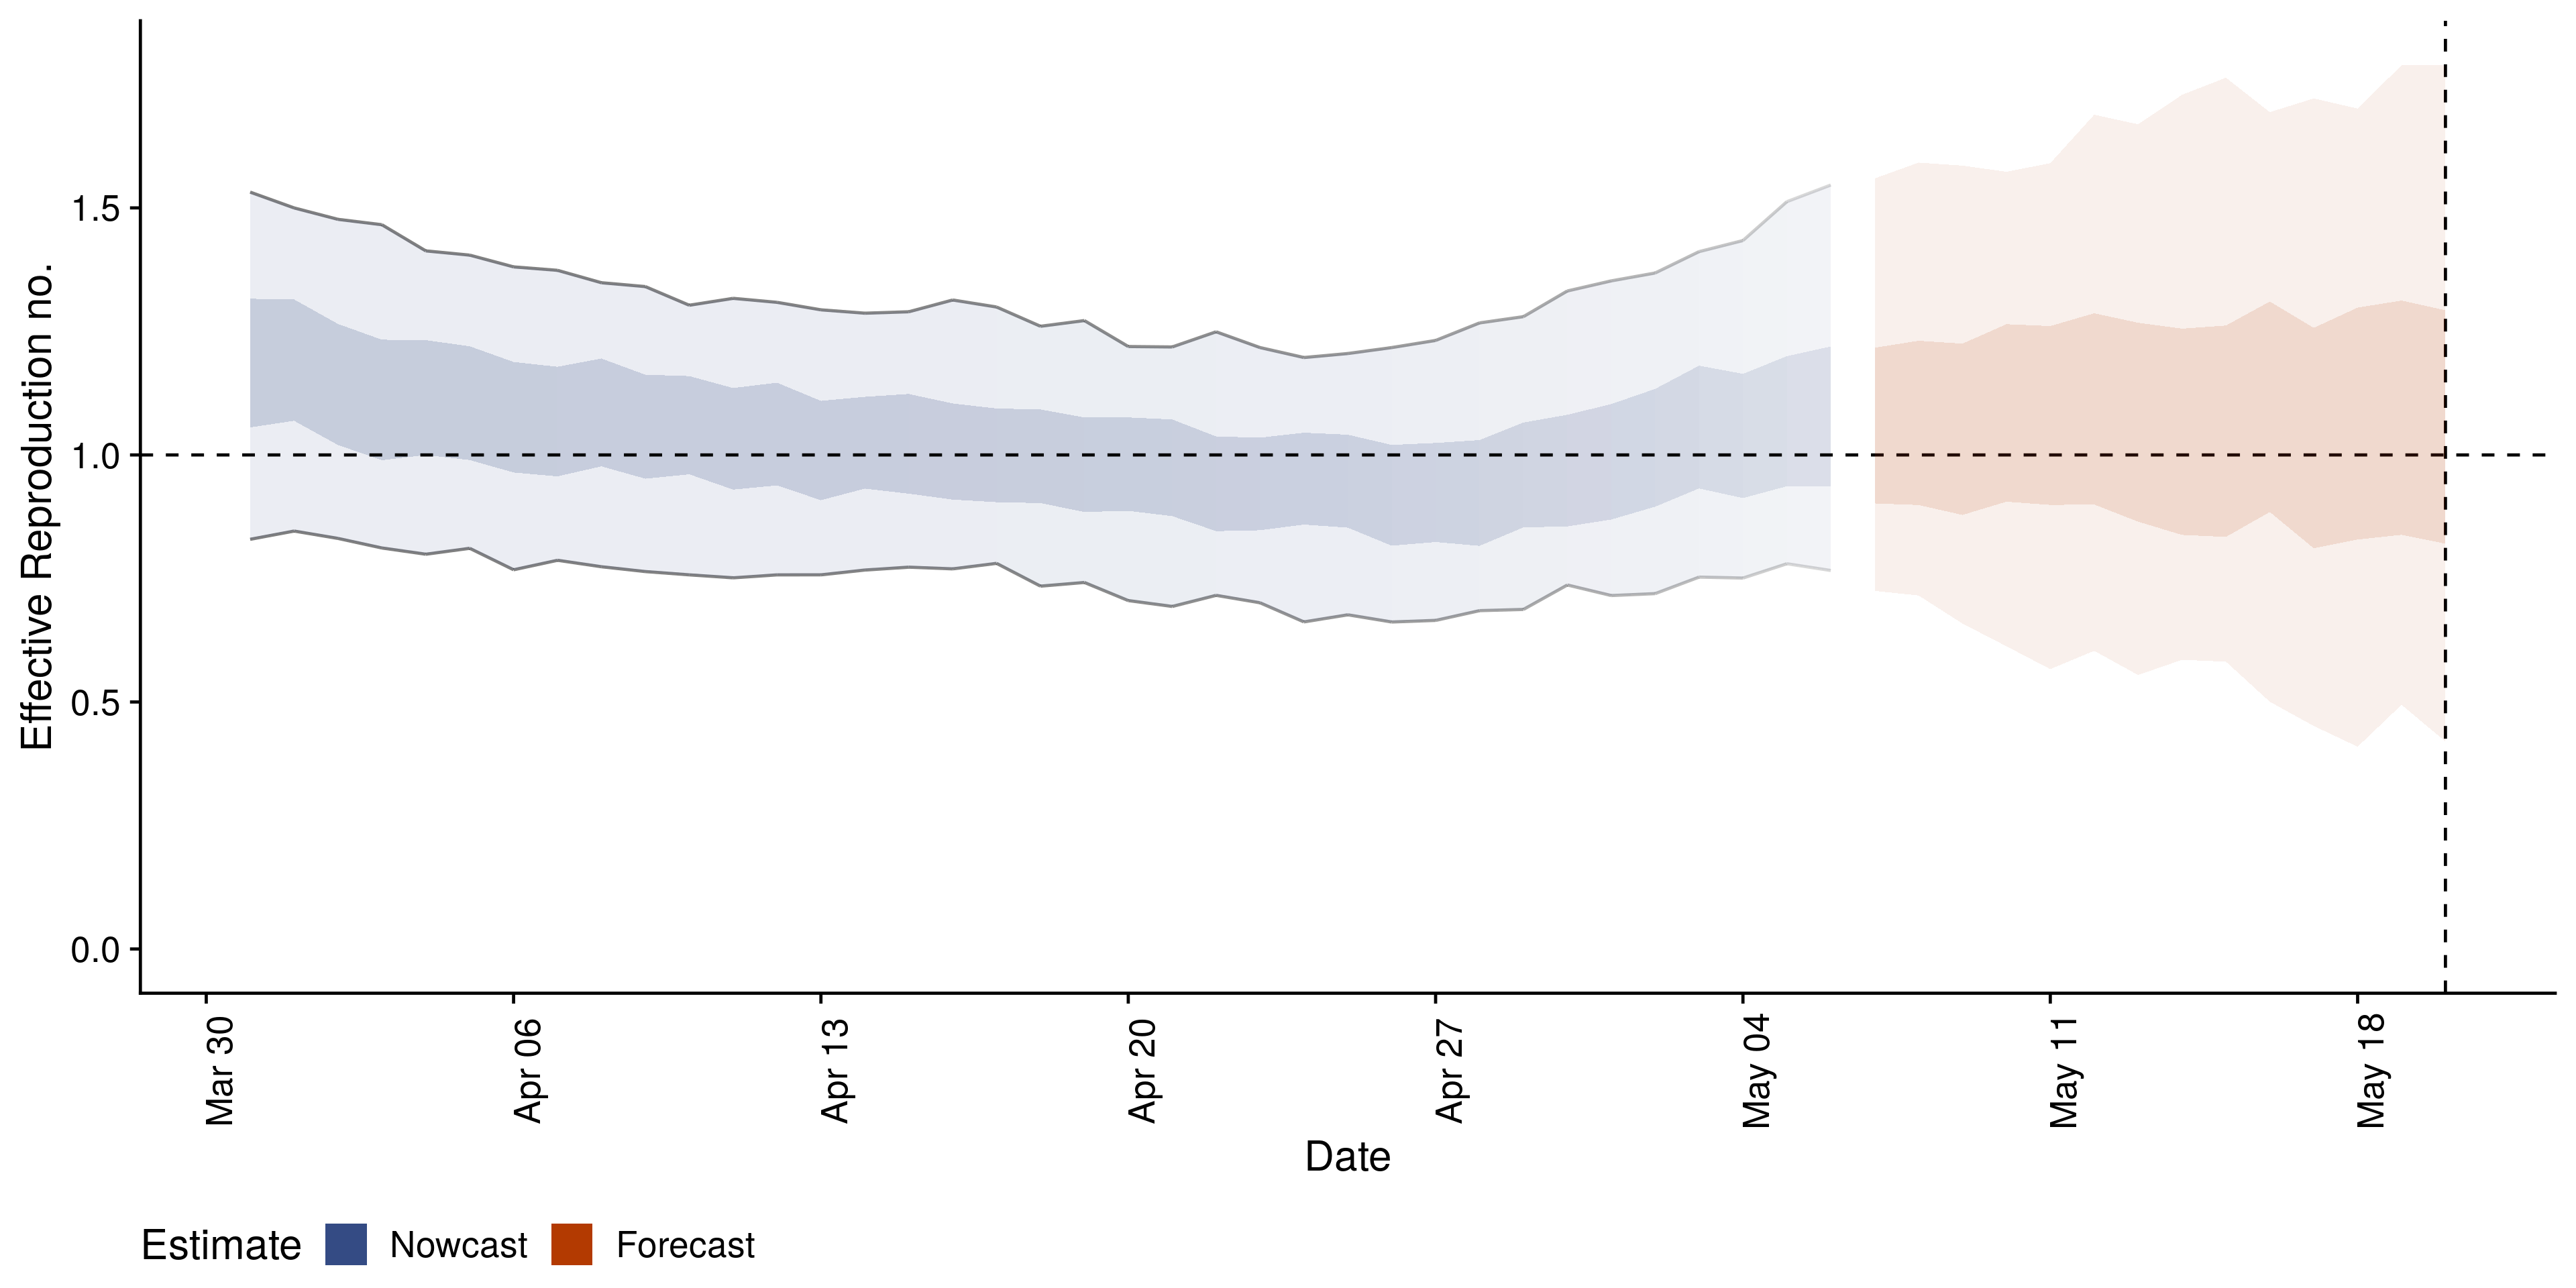 Effective Reproduction no.
1.5
1.0
0.5
0.0
Mar 30
Apr 06
Apr 13
Apr 20
Apr 27
May 04
May 11
May 18
Date
Estimate Nowcast Forecast